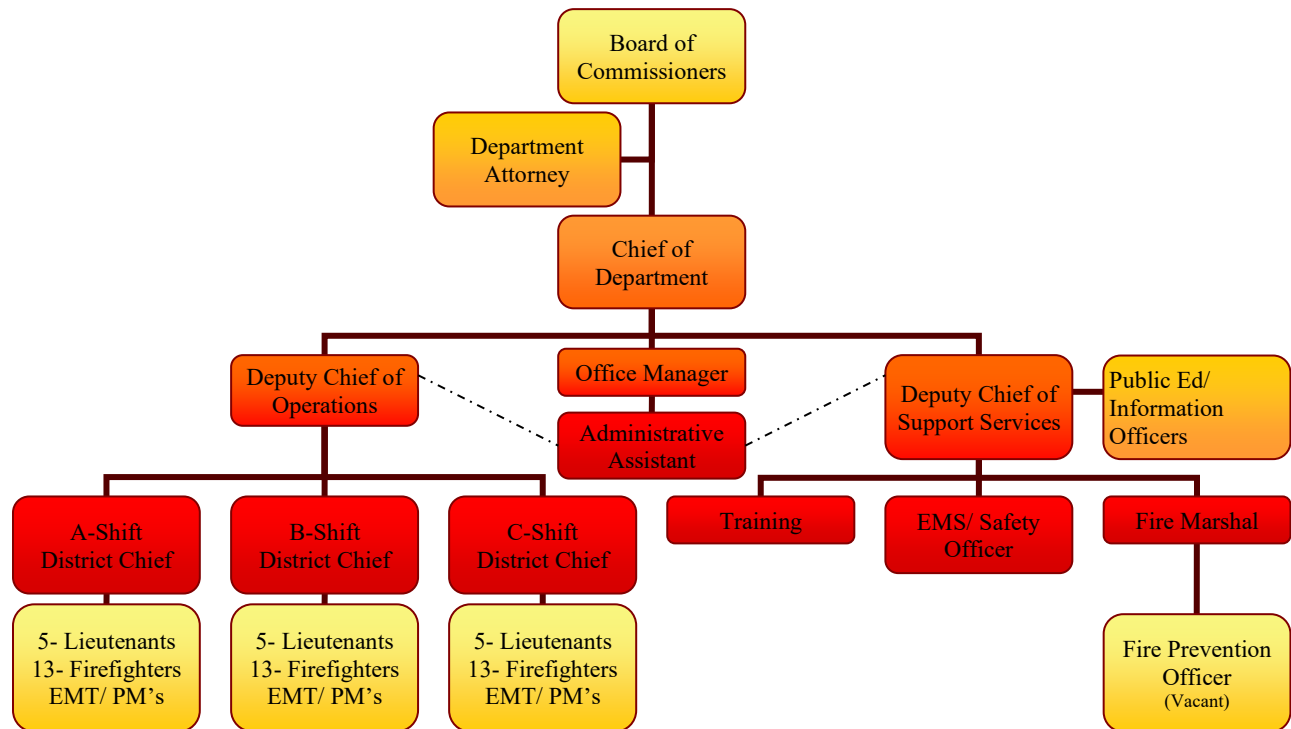 Board of
Commissioners
Department
Attorney
Chief of
Department
Deputy Chief of
Operations
Office Manager
Administrative
Assistant
Deputy Chief of
Support Services
Public Ed/
Information
Officers
A-Shift
District Chief
B-Shift
District Chief
C-Shift
District Chief
Training
EMS/ Safety
Officer
Fire Marshal
5- Lieutenants
13- Firefighters
EMT/ PM’s
5- Lieutenants
13- Firefighters
EMT/ PM’s
5- Lieutenants
13- Firefighters
EMT/ PM’s
Fire Prevention
Officer
(Vacant)